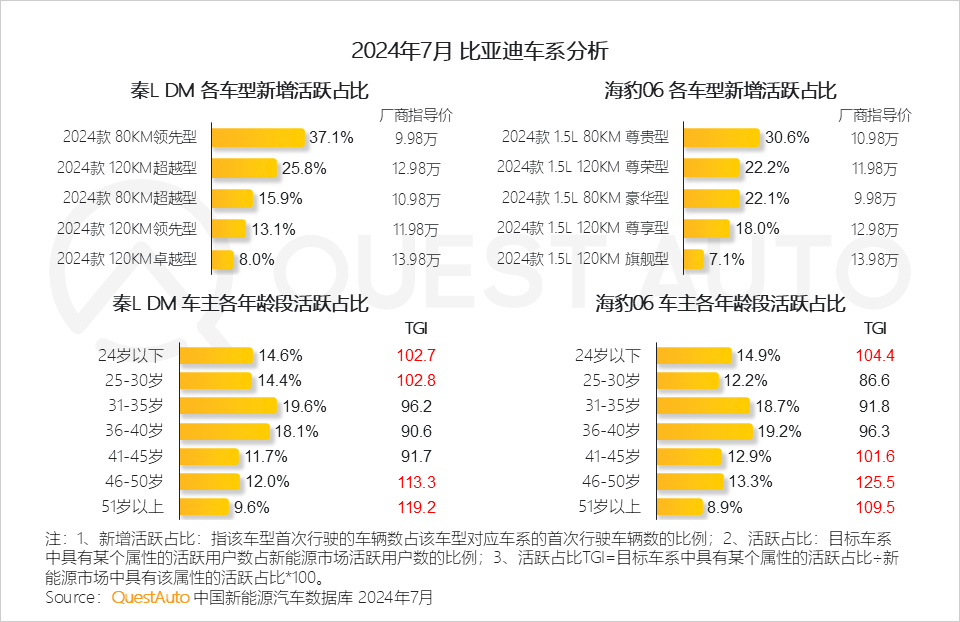 2024年7月 比亚迪车系分析
秦L DM 各车型新增活跃占比
厂商指导价
2024款 80KM领先型 37.1% 9.98万
2024款 120KM超越型 25.8% 12.98万
2024款 80KM超越型 15.9% 10.98万
2024款 120KM领先型 13.1% 11.98万
2024款 120KM卓越型 8.0% 13.98万
海豹06 各车型新增活跃占比
厂商指导价
2024款 1.5L 80KM 尊贵型 30.6% 10.98万
2024款 1.5L 120KM 尊荣型 22.2% 11.98万
2024款 1.5L 80KM 豪华型 22.1% 9.98万
2024款 1.5L 120KM 尊享型 18.0% 12.98万
2024款 1.5L 120KM 旗舰型 7.1% 13.98万
QUEST AUTO
秦L DM 车主各年龄段活跃占比
TGI
24岁以下 14.6% 102.7
25-30岁 14.4% 102.8
31-35岁 19.6% 96.2
36-40岁 18.1% 90.6
41-45岁 11.7% 91.7
46-50岁 12.0% 113.3
51岁以上 9.6% 119.2
海豹06 车主各年龄段活跃占比
TGI
24岁以下 14.9% 104.4
25-30岁 12.2% 86.6
31-35岁 18.7% 91.8
36-40岁 19.2% 96.3
41-45岁 12.9% 101.6
46-50岁 13.3% 125.5
51岁以上 8.9% 109.5
注：1、新增活跃占比：指该车型首次行驶的车辆数占该车型对应车系的首次行驶车辆数的比例；2、活跃占比：目标车系
中具有某个属性的活跃用户数占新能源市场活跃用户数的比例；3、活跃占比TGI=目标车系中具有某个属性的活跃占比÷新
能源市场中具有该属性的活跃占比*100。
Source：QuestAuto 中国新能源汽车数据库 2024年7月